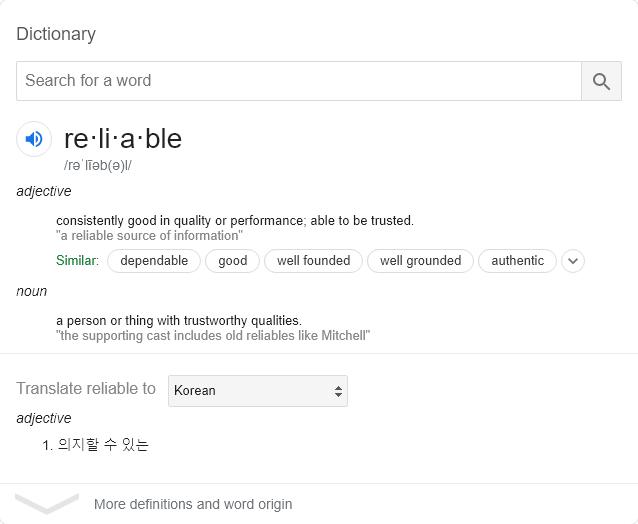 Dictionary
Search for a word
re·li·a·ble
/rəˈlīəb(ə)l/
adjective
consistently good in quality or performance; able to be trusted.
"a reliable source of information"
Similar: dependable good well founded well grounded authentic
noun
a person or thing with trustworthy qualities.
"the supporting cast includes old reliables like Mitchell"
Translate reliable to Korean
adjective
1. 의지할 수 있는
More definitions and word origin